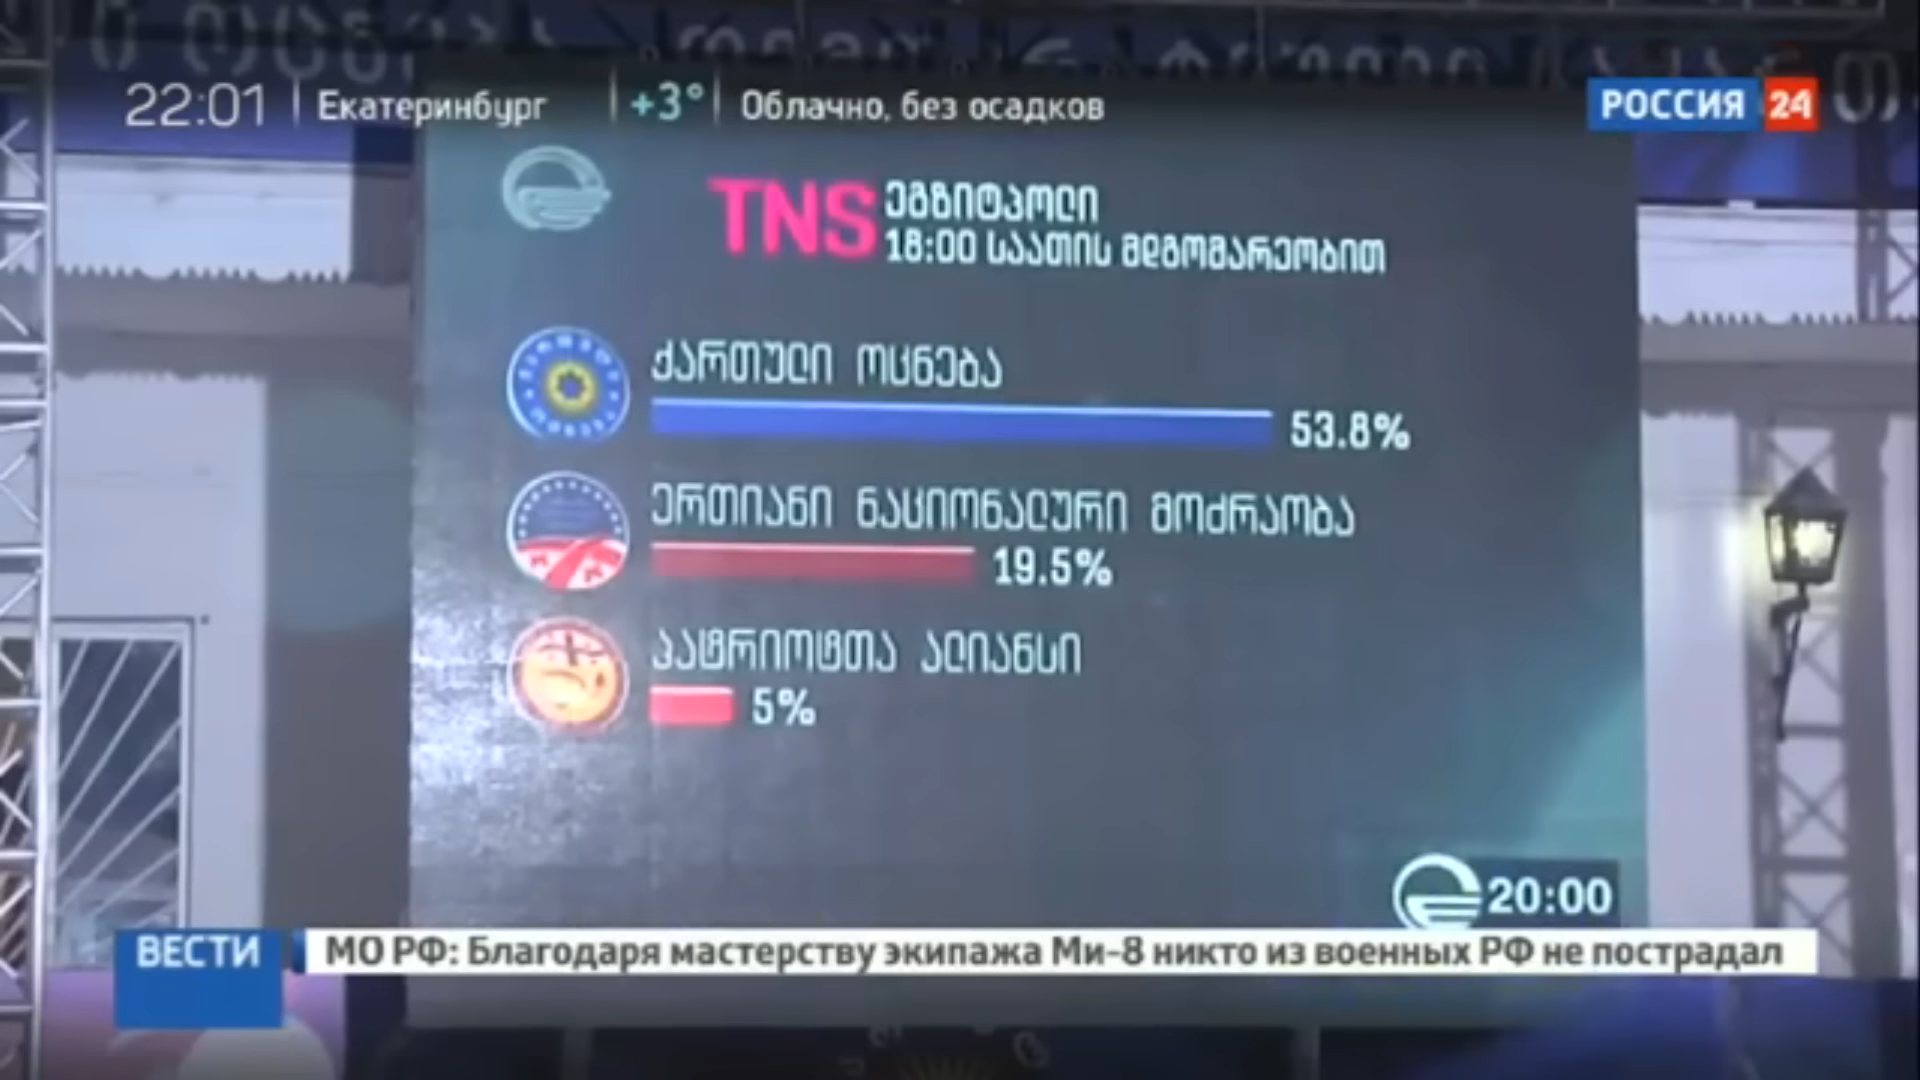 22:01 Екатеринбург +3° Облачно, без осадков
РОССИЯ 24
TNS ეგზიტპოლი
18:00 საათის მდგომარეობით
ქართული ოცნება
53.8%
ერთიანი ნაციონალური მოძრაობა
19.5%
პატრიოტთა ალიანსი
5%
20:00
ВЕСТИ МО РФ: Благодаря мастерству экипажа Ми-8 никто из военных РФ не пострадал